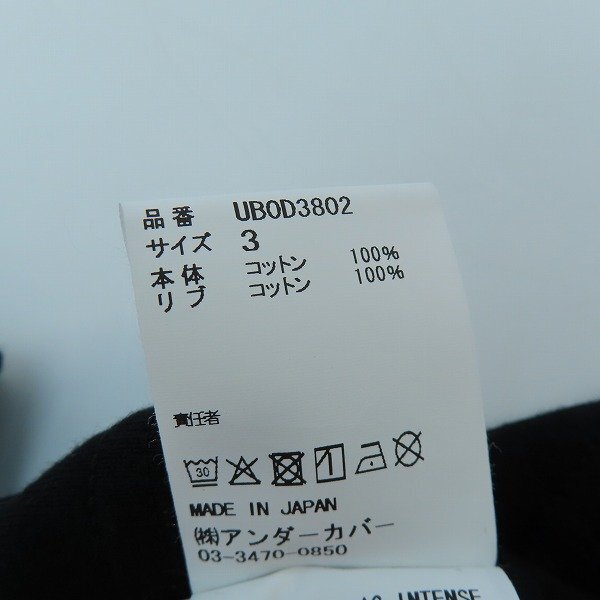 品番 UBOD3802
サイズ 3
本体 コットン 100%
リブ コットン 100%
責任者
30
MADE IN JAPAN
㈱アンダーカバー
03-3470-0850
INTENSE